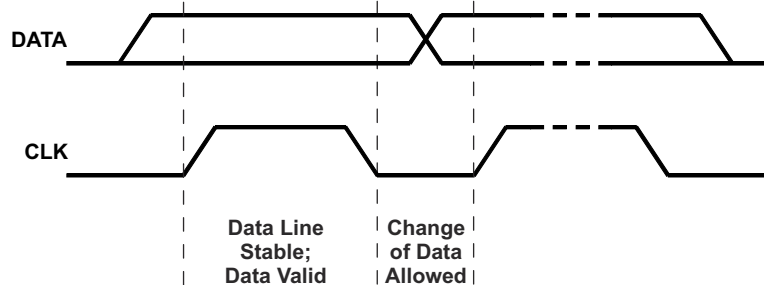 DATA
CLK
Data Line
Stable;
Data Valid
Change
of Data
Allowed